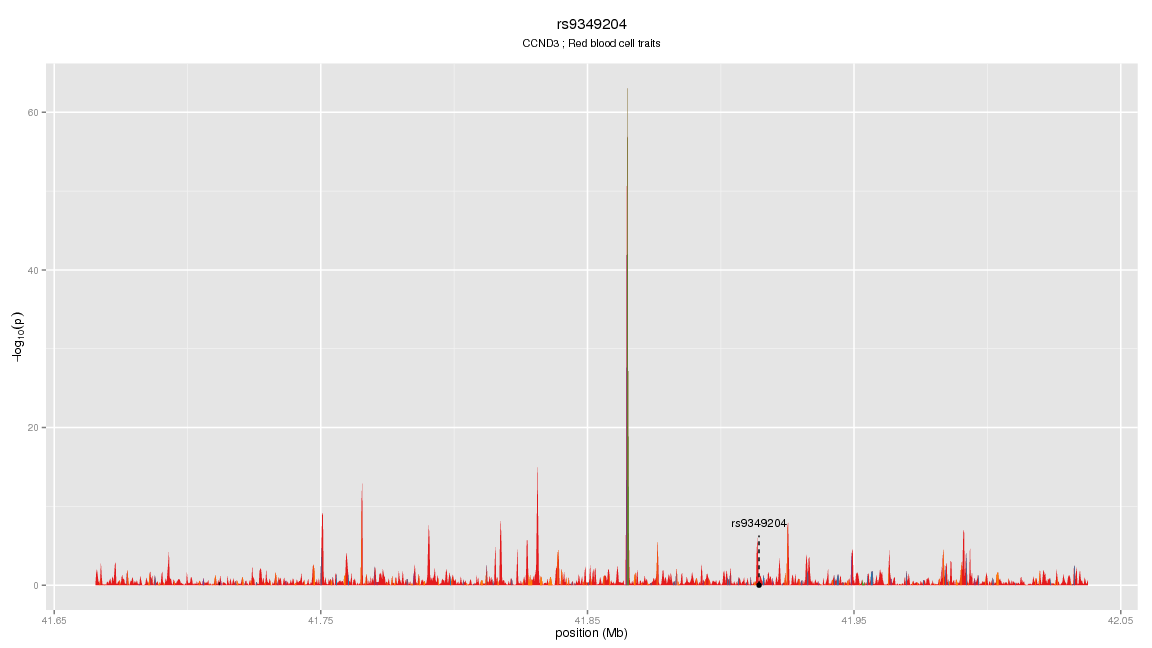 rs9349204
CCND3 ; Red blood cell traits
60
40
20
0
−log10(p)
rs9349204
41.65
41.75
41.85
41.95
42.05
position (Mb)